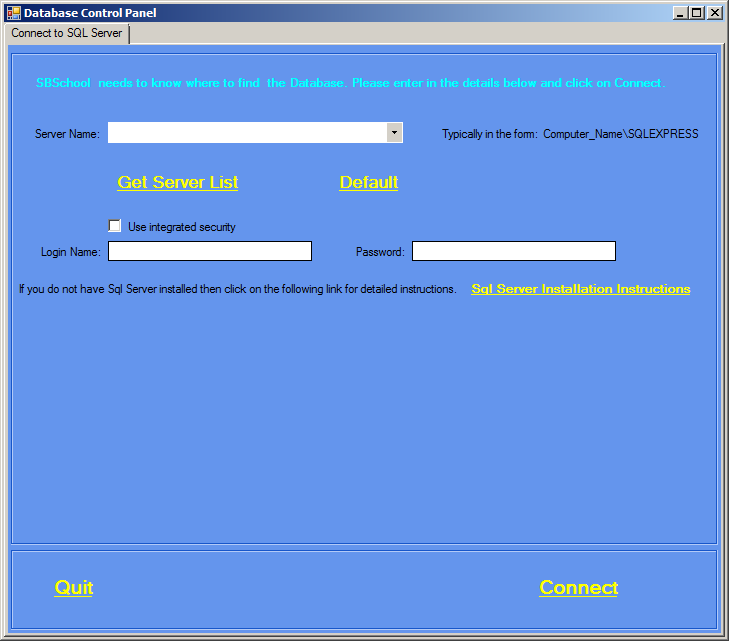 Database Control Panel
Connect to SQL Server
SBSchool needs to know where to find the Database. Please enter in the details below and click on Connect.
Server Name: Typically in the form: Computer_Name\SQLEXPRESS
Get Server List Default
Use integrated security
Login Name: Password:
If you do not have Sql Server installed then click on the following link for detailed instructions. Sql Server Installation Instructions
Quit Connect